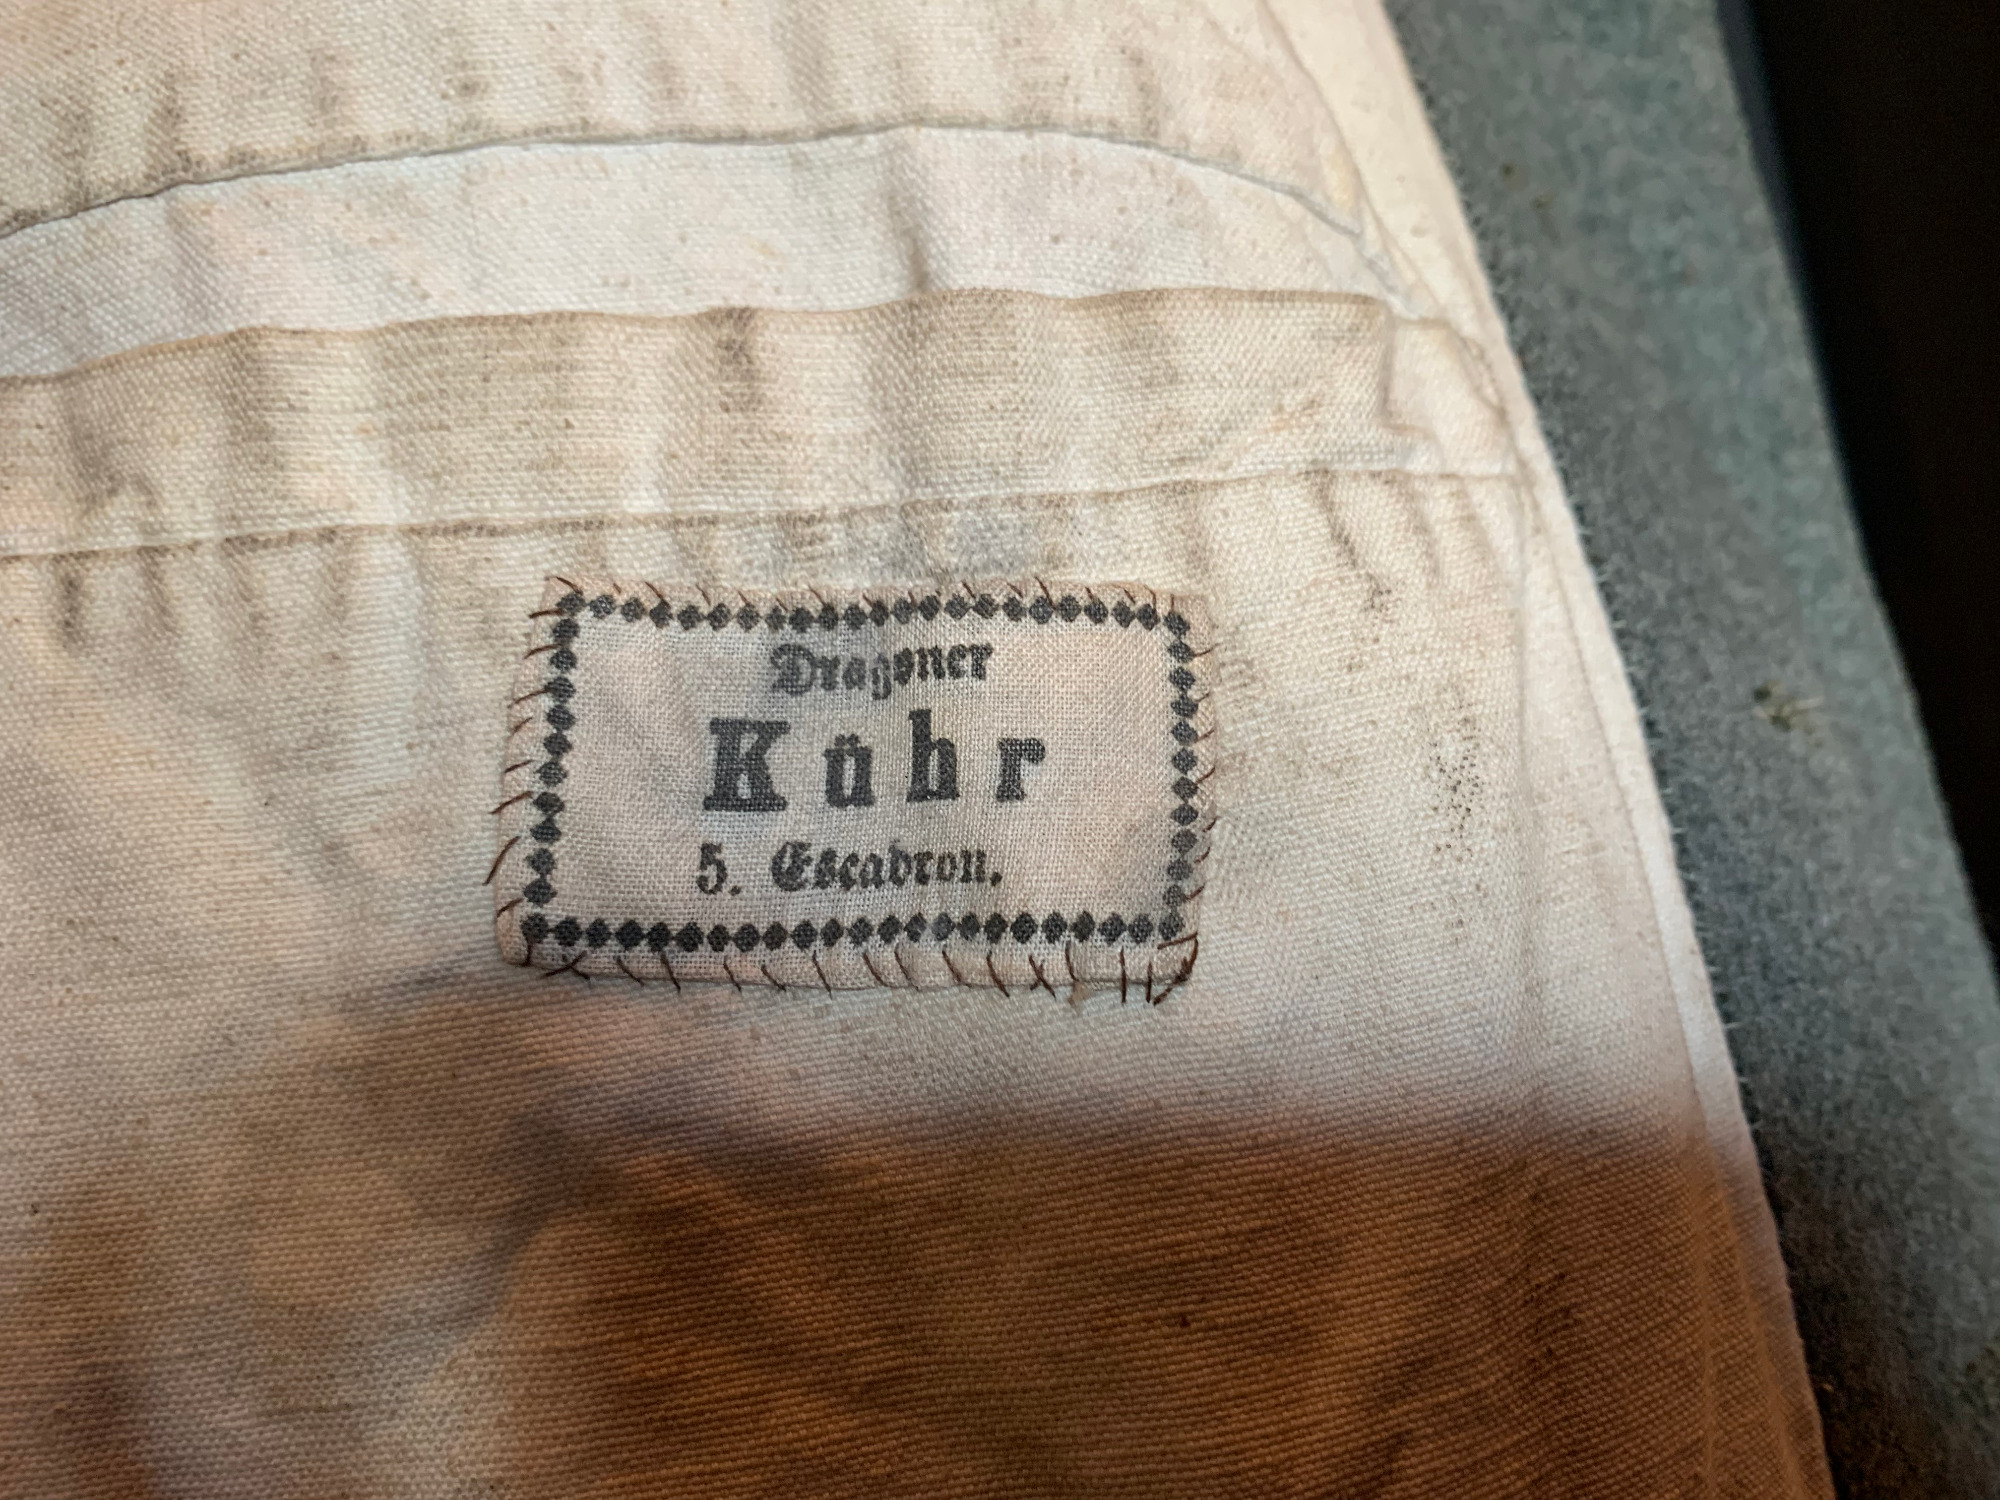 Dragoner
Kühr
5. Escadron.